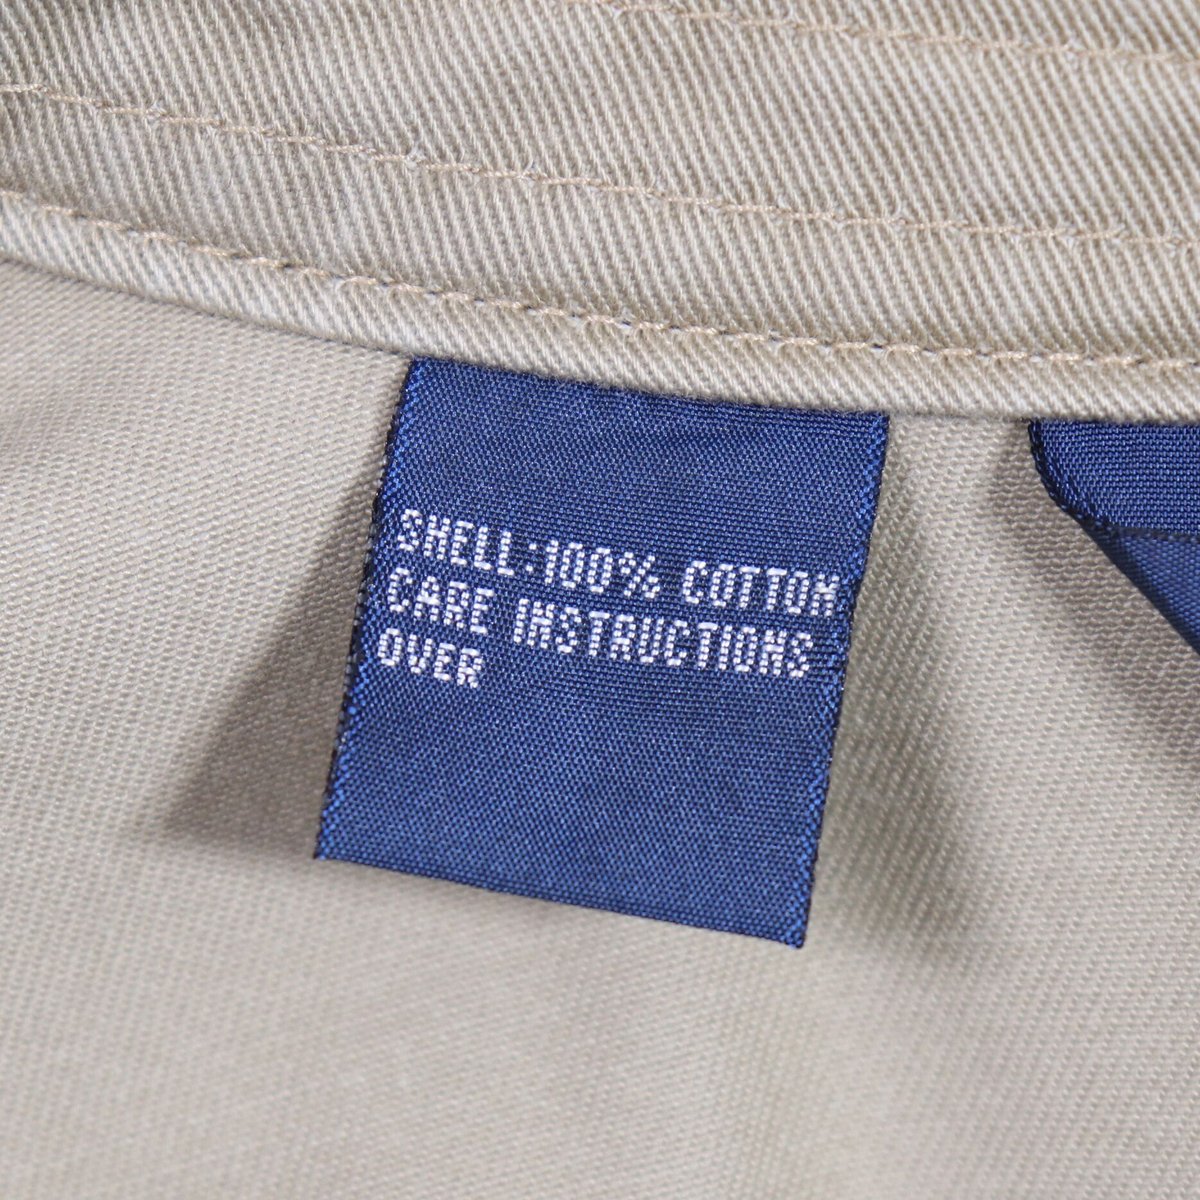 SHELL:100% COTTON
CARE INSTRUCTIONS
OVER